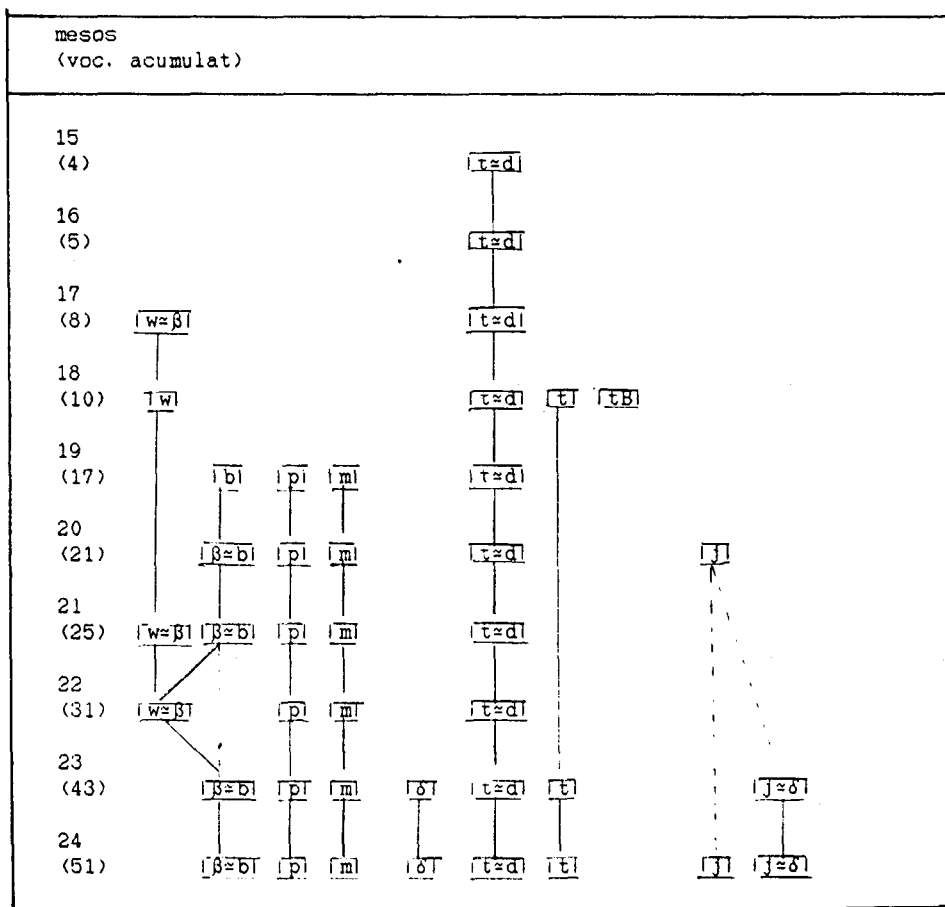 mesos
(voc. acumulat)
15
(4) |t≃d|
16
(5) |t≃d|
17
(8) |w≃β| |t≃d|
18
(10) |w| |t≃d| |t| |tB|
19
(17) |b| |p| |m| |t≃d|
20
(21) |β≃b| |p| |m| |t≃d| |j|
21
(25) |w≃β| |β≃b| |p| |m| |t≃d|
22
(31) |w≃β| |p| |m| |t≃d|
23
(43) |β≃b| |p| |m| |δ| |t≃d| |t| |j≃δ|
24
(51) |β≃b| |p| |m| |δ| |t≃d| |t| |j| |j≃δ|